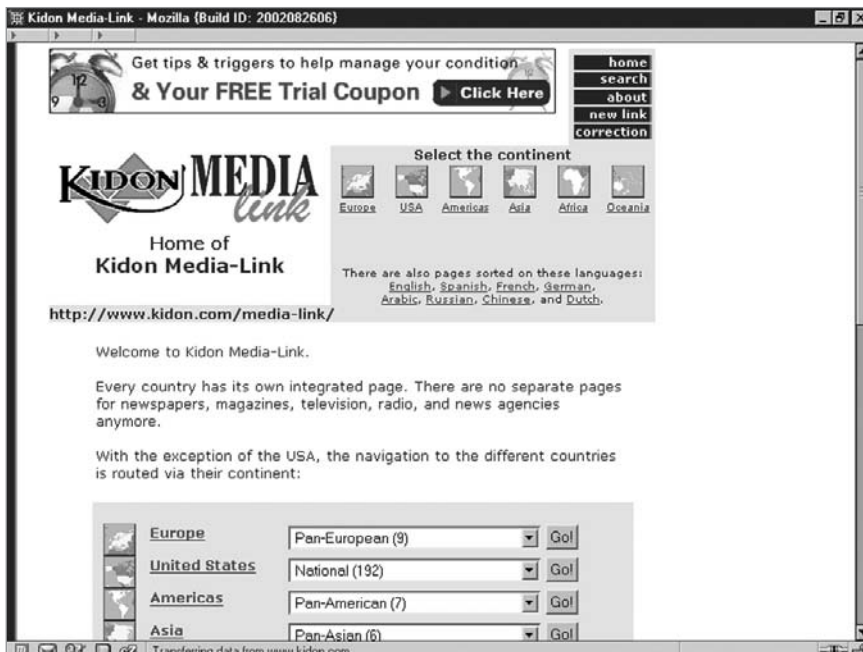 Kidon Media-Link - Mozilla {Build ID: 2002082606}
Get tips & triggers to help manage your condition
& Your FREE Trial Coupon Click Here
home
search
about
new link
correction
KIDON MEDIA
link
Home of
Kidon Media-Link
http://www.kidon.com/media-link/
Select the continent
Europe USA Americas Asia Africa Oceania
There are also pages sorted on these languages:
English, Spanish, French, German,
Arabic, Russian, Chinese, and Dutch.
Welcome to Kidon Media-Link.
Every country has its own integrated page. There are no separate pages
for newspapers, magazines, television, radio, and news agencies
anymore.
With the exception of the USA, the navigation to the different countries
is routed via their continent:
Europe Pan-European (9) Go!
United States National (192) Go!
Americas Pan-American (7) Go!
Asia Pan-Asian (6) Go!
Transferring data from www.kidon.com